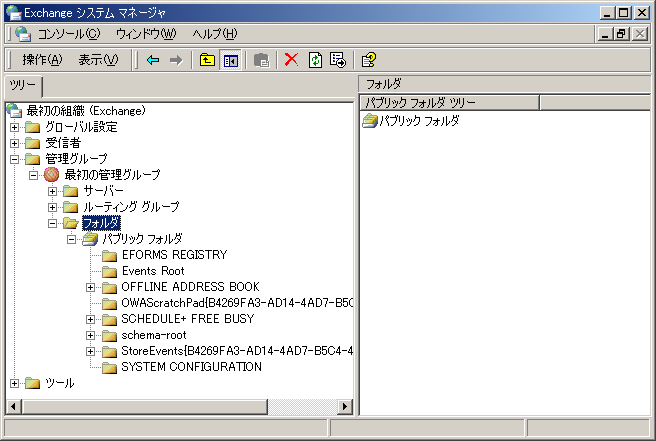 Exchange システム マネージャ
コンソール(C) ウィンドウ(W) ヘルプ(H)
操作(A) 表示(V)
ツリー
最初の組織 (Exchange)
グローバル設定
受信者
管理グループ
最初の管理グループ
サーバー
ルーティング グループ
フォルダ
パブリック フォルダ
EFORMS REGISTRY
Events Root
OFFLINE ADDRESS BOOK
OWAScratchPad{B4269FA3-AD14-4AD7-B5C
SCHEDULE+ FREE BUSY
schema-root
StoreEvents{B4269FA3-AD14-4AD7-B5C4-4
SYSTEM CONFIGURATION
ツール
フォルダ
パブリック フォルダ ツリー
パブリック フォルダ